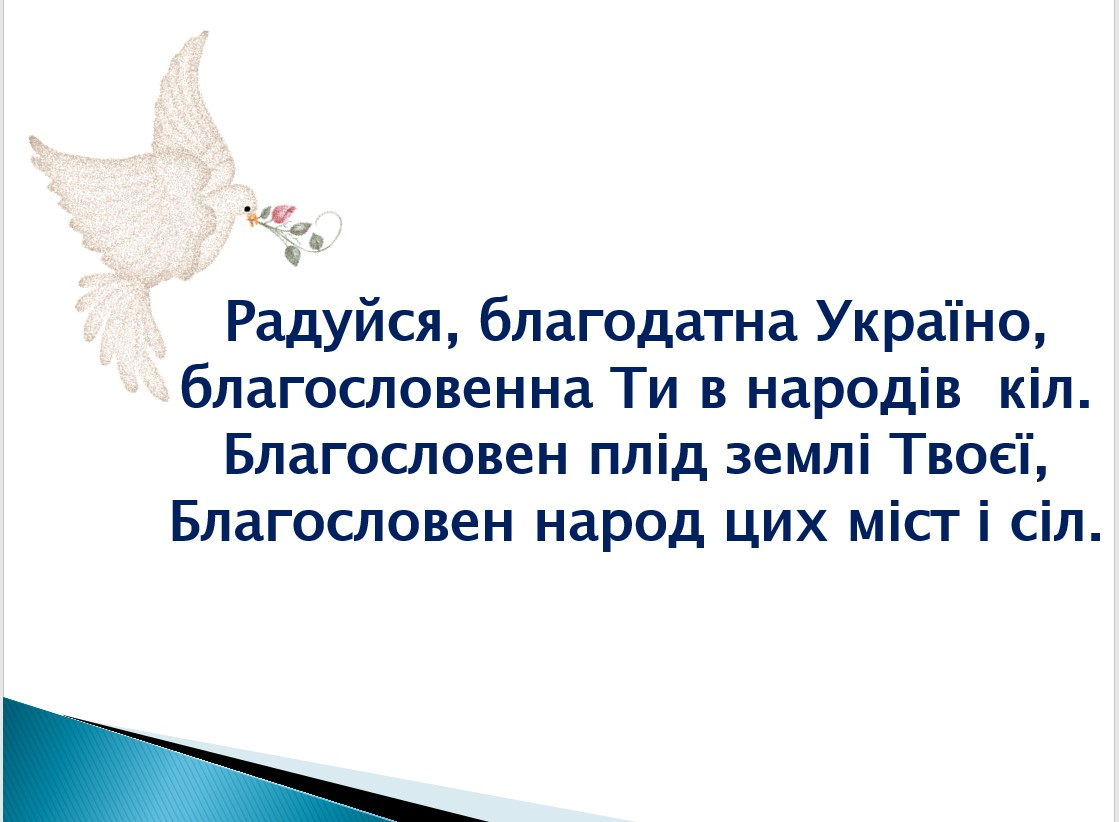 Радуйся, благодатна Україно,
благословенна Ти в народів кіл.
Благословен плід землі Твоєї,
Благословен народ цих міст і сіл.